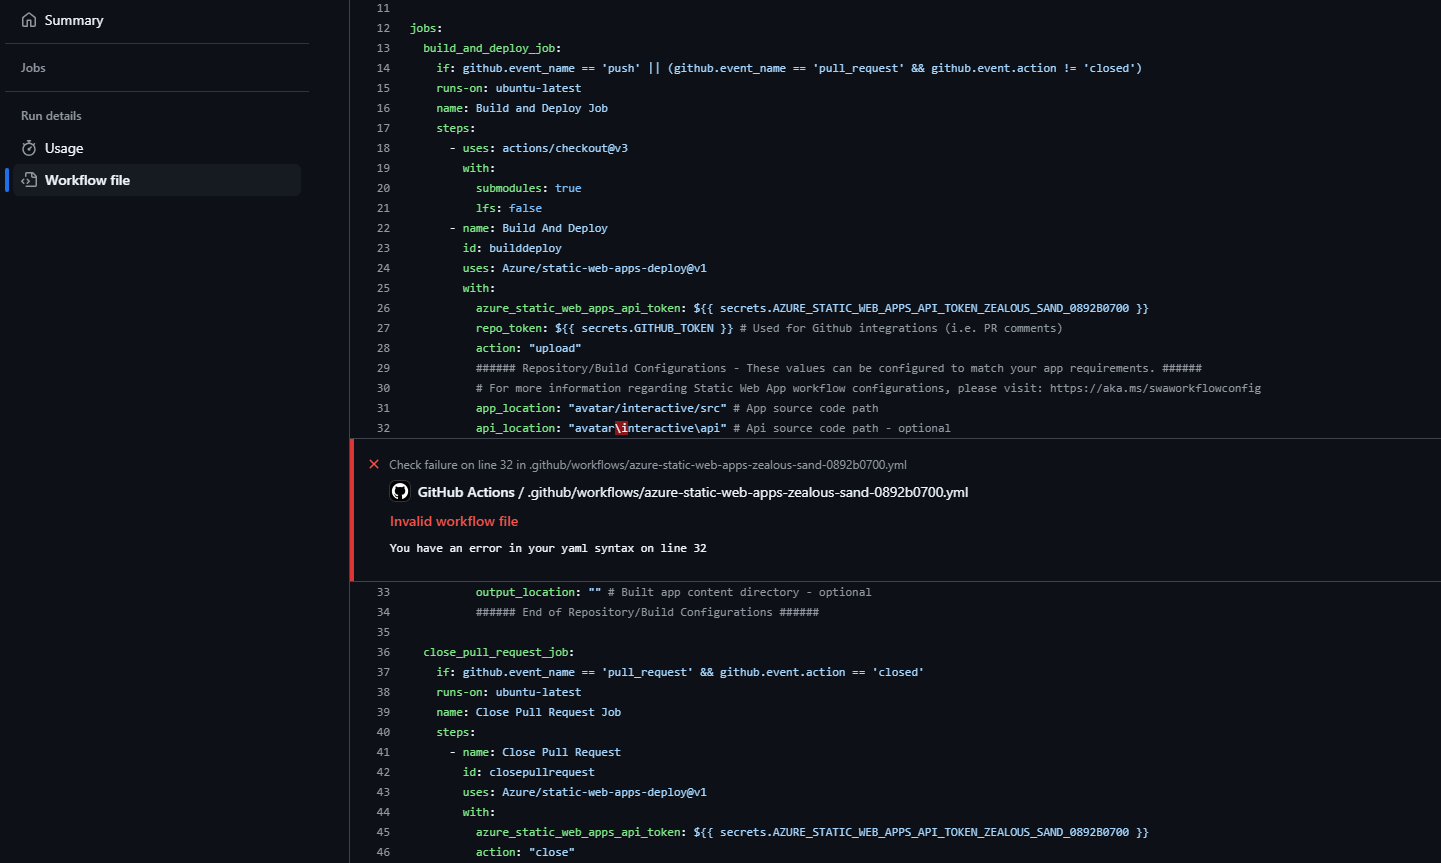 Summary
Jobs
Run details
Usage
Workflow file
11
12 jobs:
13   build_and_deploy_job:
14     if: github.event_name == 'push' || (github.event_name == 'pull_request' && github.event.action != 'closed')
15     runs-on: ubuntu-latest
16     name: Build and Deploy Job
17     steps:
18       - uses: actions/checkout@v3
19         with:
20           submodules: true
21           lfs: false
22       - name: Build And Deploy
23         id: builddeploy
24         uses: Azure/static-web-apps-deploy@v1
25         with:
26           azure_static_web_apps_api_token: ${{ secrets.AZURE_STATIC_WEB_APPS_API_TOKEN_ZEALOUS_SAND_0892B0700 }}
27           repo_token: ${{ secrets.GITHUB_TOKEN }} # Used for Github integrations (i.e. PR comments)
28           action: "upload"
29           ###### Repository/Build Configurations - These values can be configured to match your app requirements. ######
30           # For more information regarding Static Web App workflow configurations, please visit: https://aka.ms/swaworkflowconfig
31           app_location: "avatar/interactive/src" # App source code path
32           api_location: "avatar\interactive\api" # Api source code path - optional
Check failure on line 32 in .github/workflows/azure-static-web-apps-zealous-sand-0892b0700.yml
GitHub Actions / .github/workflows/azure-static-web-apps-zealous-sand-0892b0700.yml
Invalid workflow file
You have an error in your yaml syntax on line 32
33           output_location: "" # Built app content directory - optional
34           ###### End of Repository/Build Configurations ######
35
36   close_pull_request_job:
37     if: github.event_name == 'pull_request' && github.event.action == 'closed'
38     runs-on: ubuntu-latest
39     name: Close Pull Request Job
40     steps:
41       - name: Close Pull Request
42         id: closepullrequest
43         uses: Azure/static-web-apps-deploy@v1
44         with:
45           azure_static_web_apps_api_token: ${{ secrets.AZURE_STATIC_WEB_APPS_API_TOKEN_ZEALOUS_SAND_0892B0700 }}
46           action: "close"